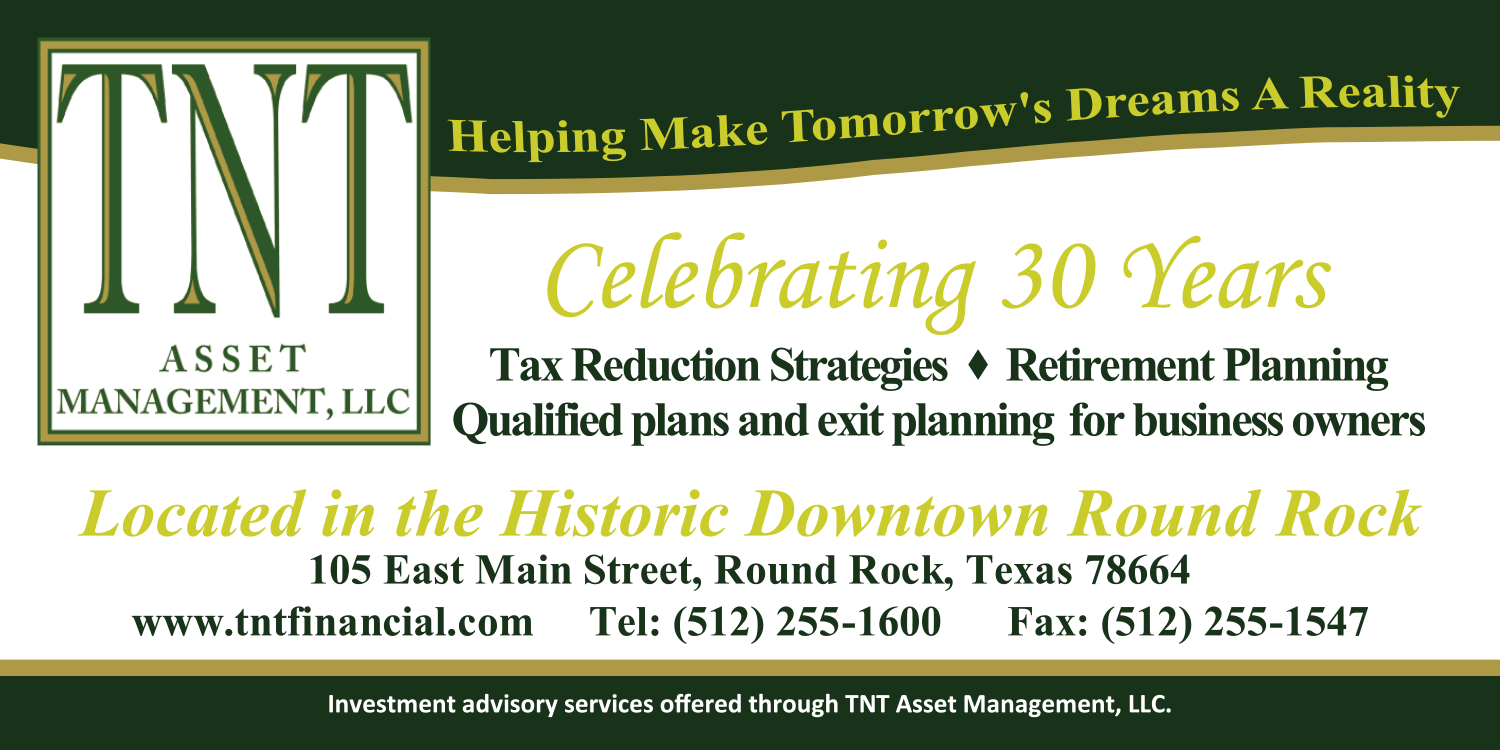 TNT
ASSET
MANAGEMENT, LLC
Helping Make Tomorrow's Dreams A Reality
Celebrating 30 Years
Tax Reduction Strategies ♦ Retirement Planning
Qualified plans and exit planning for business owners
Located in the Historic Downtown Round Rock
105 East Main Street, Round Rock, Texas 78664
www.tntfinancial.com Tel: (512) 255-1600 Fax: (512) 255-1547
Investment advisory services offered through TNT Asset Management, LLC.